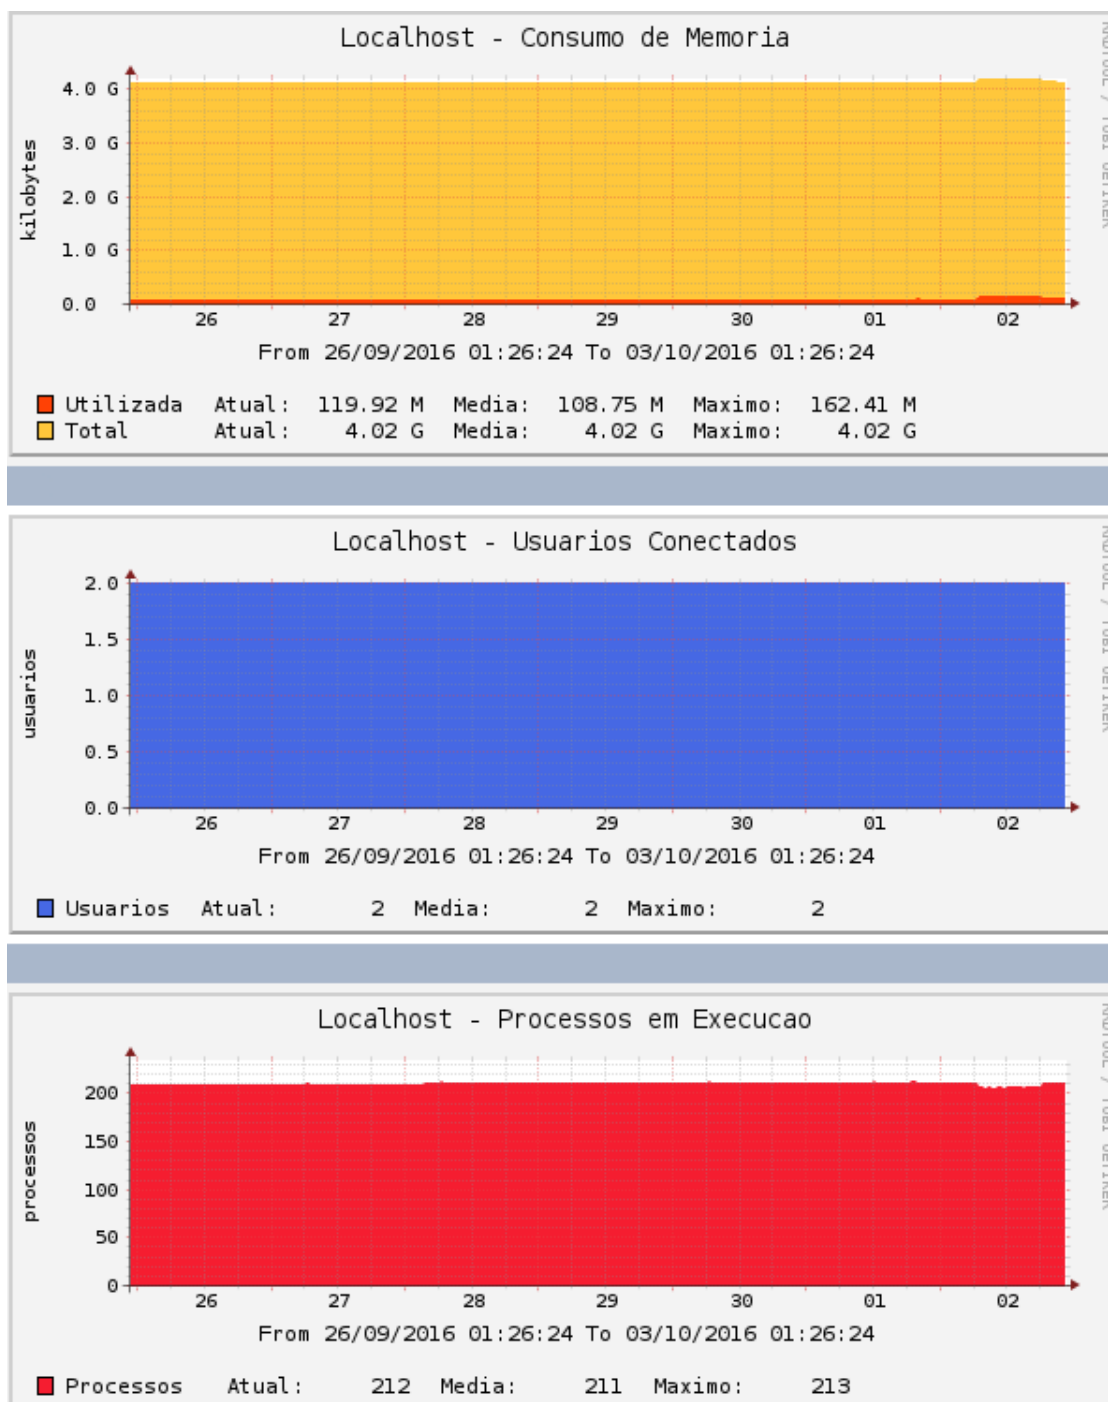 Localhost - Consumo de Memoria
kilobytes
4.0 G
3.0 G
2.0 G
1.0 G
0.0
26 27 28 29 30 01 02
From 26/09/2016 01:26:24 To 03/10/2016 01:26:24
Utilizada Atual: 119.92 M Media: 108.75 M Maximo: 162.41 M
Total Atual: 4.02 G Media: 4.02 G Maximo: 4.02 G
Localhost - Usuarios Conectados
usuarios
2.0
1.5
1.0
0.5
0.0
26 27 28 29 30 01 02
From 26/09/2016 01:26:24 To 03/10/2016 01:26:24
Usuarios Atual: 2 Media: 2 Maximo: 2
Localhost - Processos em Execucao
processos
200
150
100
50
0
26 27 28 29 30 01 02
From 26/09/2016 01:26:24 To 03/10/2016 01:26:24
Processos Atual: 212 Media: 211 Maximo: 213